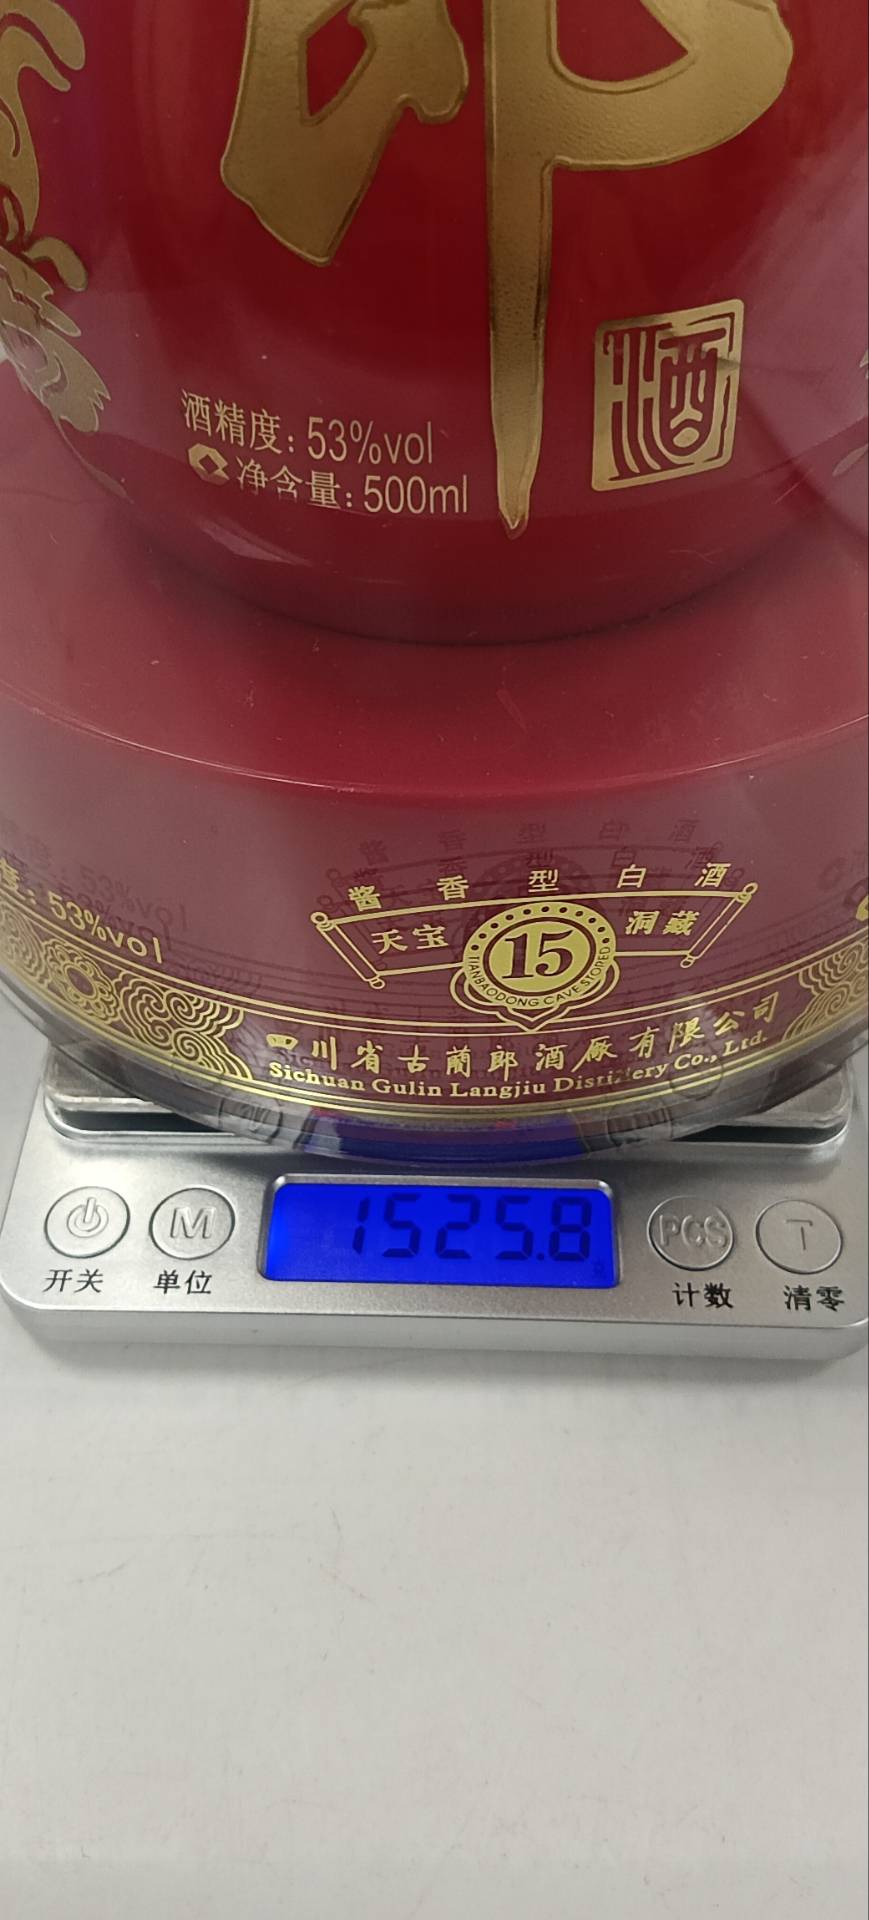 郎
酒
酒精度：53%vol
净含量：500ml
酱香型白酒
天宝
洞藏
15
TIANBAODONG CAVE STORED
度：53%vol
四川省古蔺郎酒厂有限公司
Sichuan Gulin Langjiu Distillery Co., Ltd.
1525.8
M
PCS
T
开关
单位
计数
清零